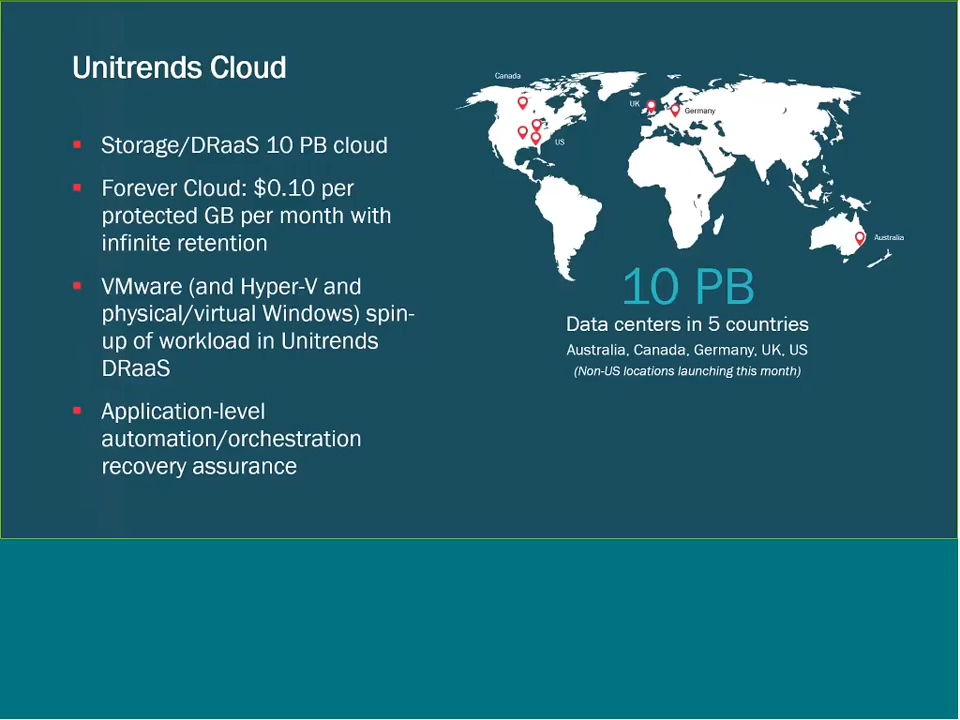 Unitrends Cloud
Storage/DRaaS 10 PB cloud
Forever Cloud: $0.10 per
protected GB per month with
infinite retention
VMware (and Hyper-V and
physical/virtual Windows) spin-
up of workload in Unitrends
DRaaS
Application-level
automation/orchestration
recovery assurance
Canada
UK
Germany
US
Australia
10 PB
Data centers in 5 countries
Australia, Canada, Germany, UK, US
(Non-US locations launching this month)